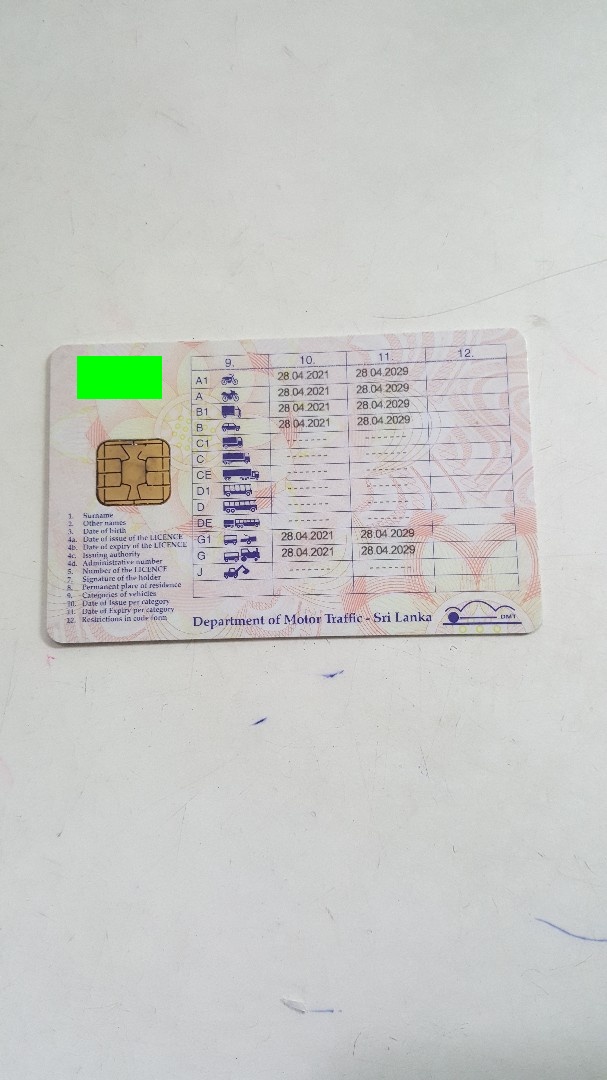 9. 10. 11. 12.
A1 28.04.2021 28.04.2029
A 28.04.2021 28.04.2029
B1 28.04.2021 28.04.2029
B 28.04.2021 28.04.2029
C1 ------ ------
C ------ ------
CE ------ ------
D1 ------ ------
D ------ ------
DE ------ ------
G1 28.04.2021 28.04.2029
G 28.04.2021 28.04.2029
J ------ ------
1. Surname
2. Other names
3. Date of birth
4a. Date of issue of the LICENCE
4b. Date of expiry of the LICENCE
4c. Issuing authority
4d. Administrative number
5. Number of the LICENCE
7. Signature of the holder
8. Permanent place of residence
9. Categories of vehicles
10. Date of Issue per category
11. Date of Expiry per category
12. Restrictions in code form
Department of Motor Traffic - Sri Lanka
DMT